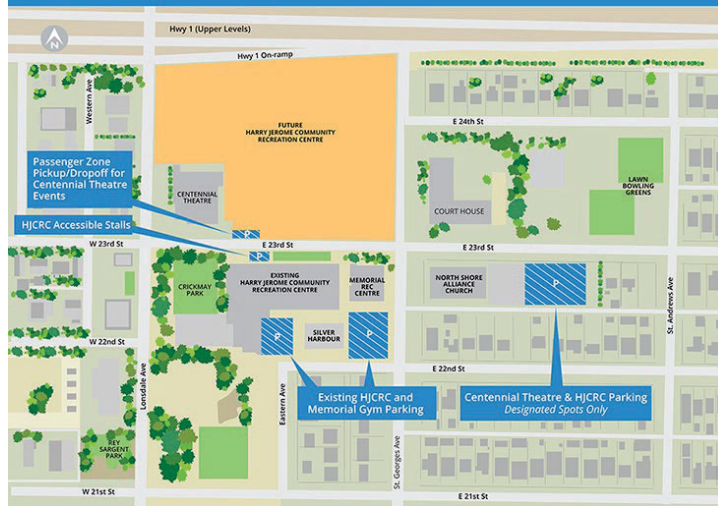 Hwy 1 (Upper Levels)
N
Hwy 1 On-ramp
Western Ave
E 24th St
FUTURE
HARRY JEROME COMMUNITY
RECREATION CENTRE
Passenger Zone
Pickup/Dropoff for
Centennial Theatre
Events
CENTENNIAL
THEATRE
LAWN
BOWLING
GREENS
COURT HOUSE
HJCRC Accessible Stalls
P
W 23rd St
E 23rd St
E 23rd St
P
CRICKMAY
PARK
EXISTING
HARRY JEROME COMMUNITY
RECREATION CENTRE
MEMORIAL
REC
CENTRE
NORTH SHORE
ALLIANCE
CHURCH
P
St. Andrews Ave
P
SILVER
HARBOUR
P
W 22nd St
E 22nd St
Lonsdale Ave
Eastern Ave
St. Georges Ave
Existing HJCRC and
Memorial Gym Parking
Centennial Theatre & HJCRC Parking
Designated Spots Only
REY
SARGENT
PARK
W 21st St
E 21st St